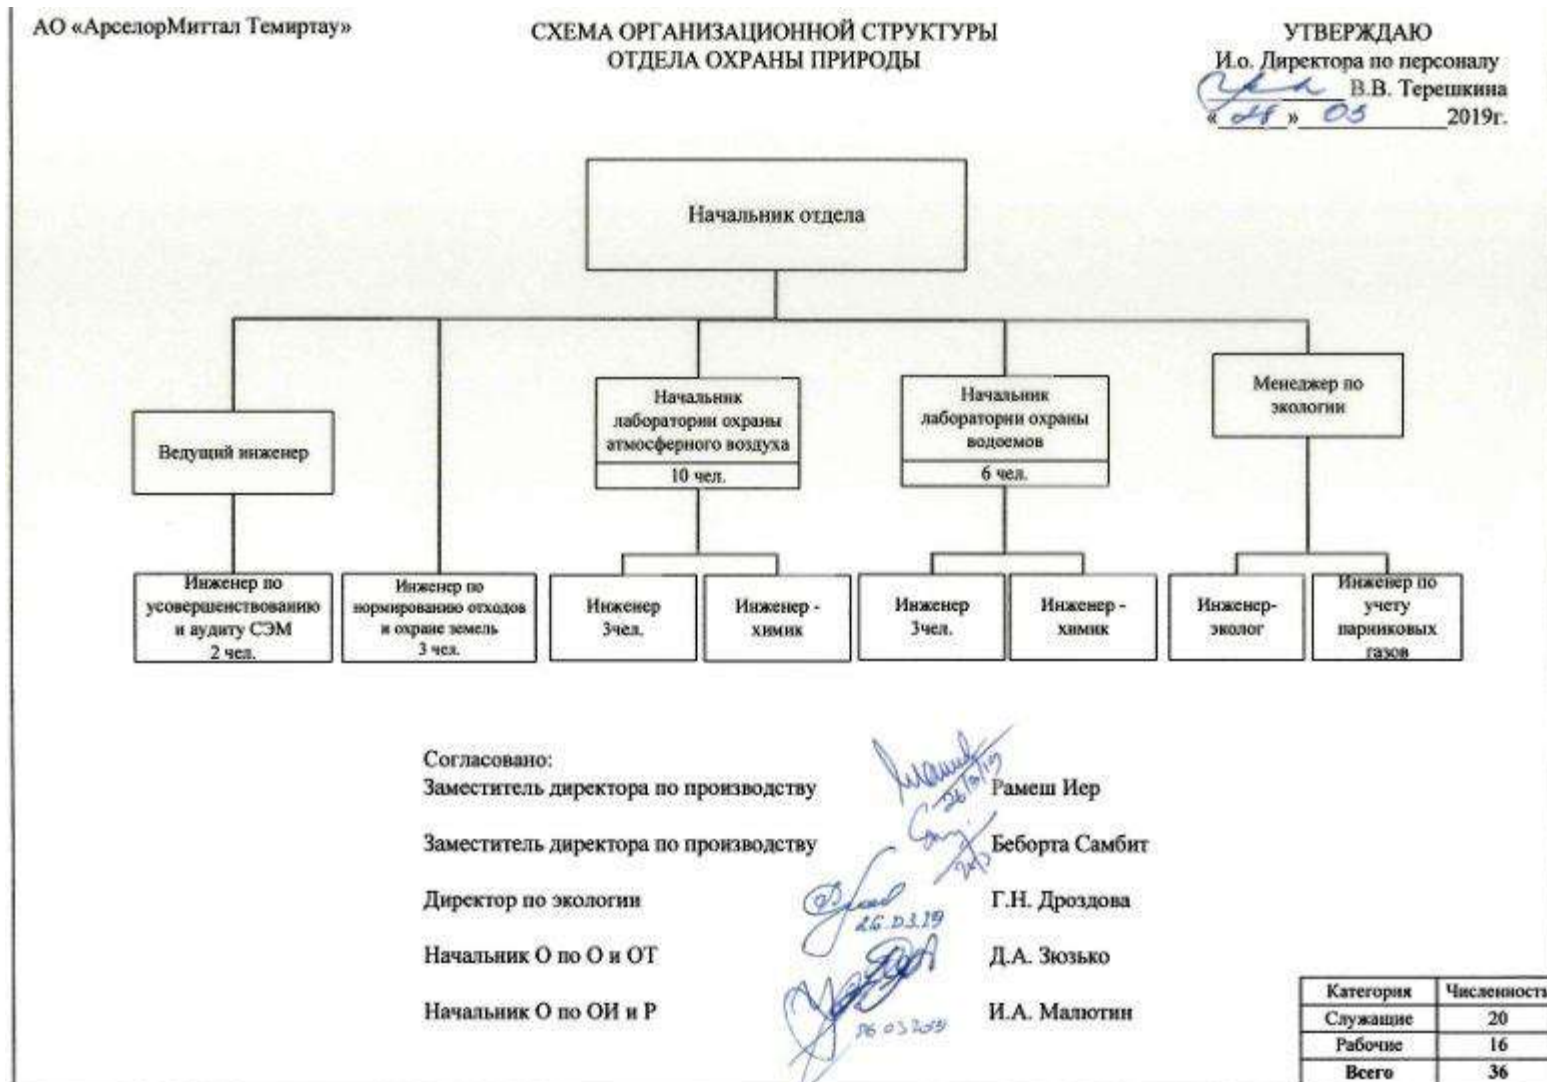 АО «АрселорМиттал Темиртау»
СХЕМА ОРГАНИЗАЦИОННОЙ СТРУКТУРЫ
ОТДЕЛА ОХРАНЫ ПРИРОДЫ
УТВЕРЖДАЮ
И.о. Директора по персоналу
В.В. Терешкина
« 28 » 03 2019г.
Начальник отдела
Ведущий инженер
Начальник
лаборатории охраны
атмосферного воздуха
10 чел.
Начальник
лаборатории охраны
водоемов
6 чел.
Менеджер по
экологии
Инженер по
усовершенствованию
и аудиту СЭМ
2 чел.
Инженер по
нормированию отходов
и охране земель
3 чел.
Инженер
3чел.
Инженер -
химик
Инженер
3чел.
Инженер -
химик
Инженер-
эколог
Инженер по
учету
парниковых
газов
Согласовано:
Заместитель директора по производству
Рамеш Иер
Заместитель директора по производству
Беборта Самбит
Директор по экологии
26.03.19
Г.Н. Дроздова
Начальник О по О и ОТ
Д.А. Зюзько
Начальник О по ОИ и Р
И.А. Малютин
Категория Численность
Служащие 20
Рабочие 16
Всего 36